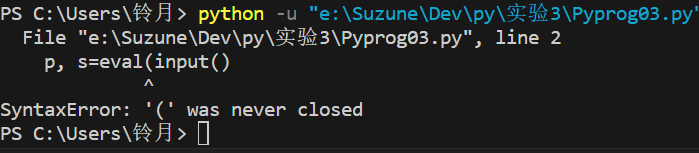 PS C:\Users\铃月> python -u "e:\Suzune\Dev\py\实验3\Pyprog03.py"
File "e:\Suzune\Dev\py\实验3\Pyprog03.py", line 2
p, s=eval(input()
^
SyntaxError: '(' was never closed
PS C:\Users\铃月>